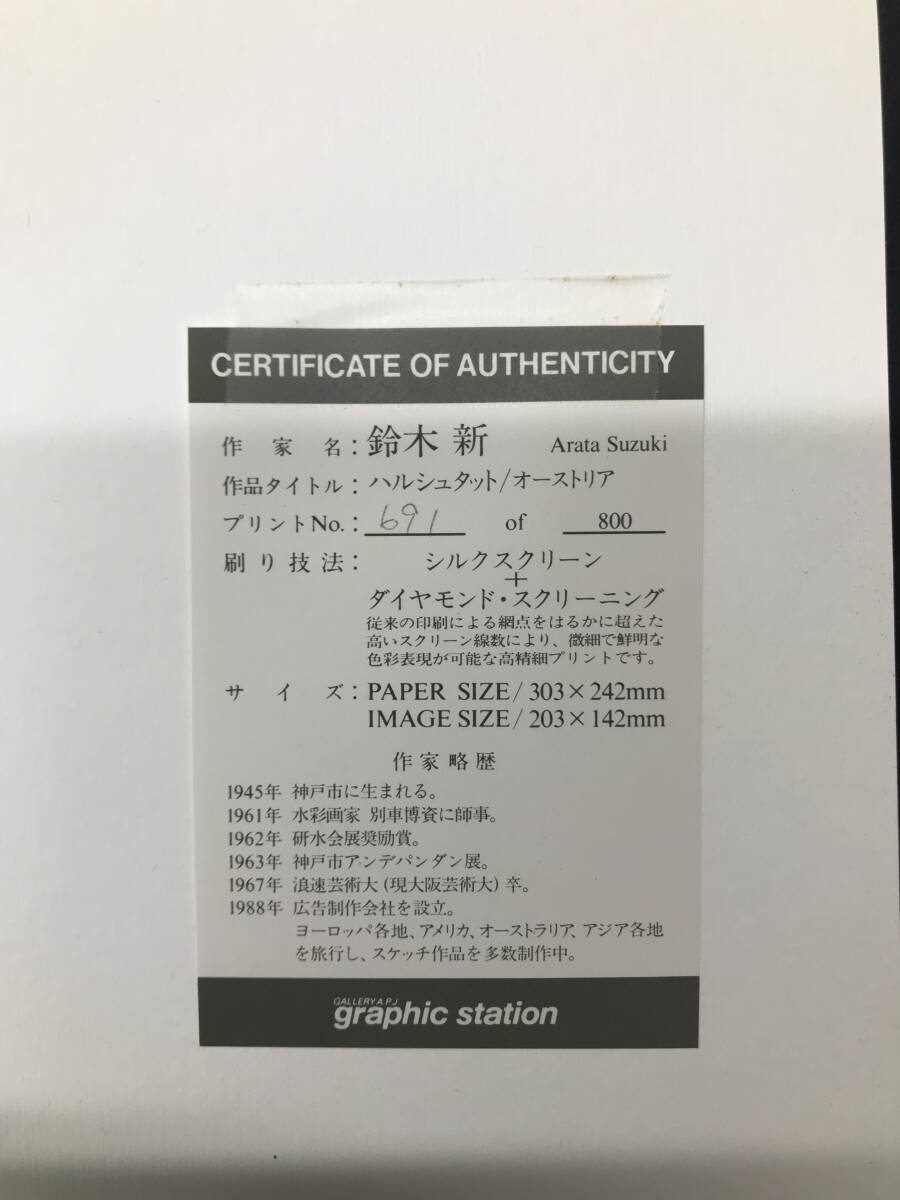 CERTIFICATE OF AUTHENTICITY
作家名：鈴木 新 Arata Suzuki
作品タイトル：ハルシュタット/オーストリア
プリントNo.： 691 of 800
刷り技法： シルクスクリーン
＋
ダイヤモンド・スクリーニング
従来の印刷による網点をはるかに超えた
高いスクリーン線数により、微細で鮮明な
色彩表現が可能な高精細プリントです。
サイズ：PAPER SIZE/303×242mm
IMAGE SIZE/203×142mm
作家略歴
1945年 神戸市に生まれる。
1961年 水彩画家 別車博資に師事。
1962年 研水会展奨励賞。
1963年 神戸市アンデパンダン展。
1967年 浪速芸術大(現大阪芸術大)卒。
1988年 広告制作会社を設立。
ヨーロッパ各地、アメリカ、オーストラリア、アジア各地
を旅行し、スケッチ作品を多数制作中。
GALLERY A P J
graphic station